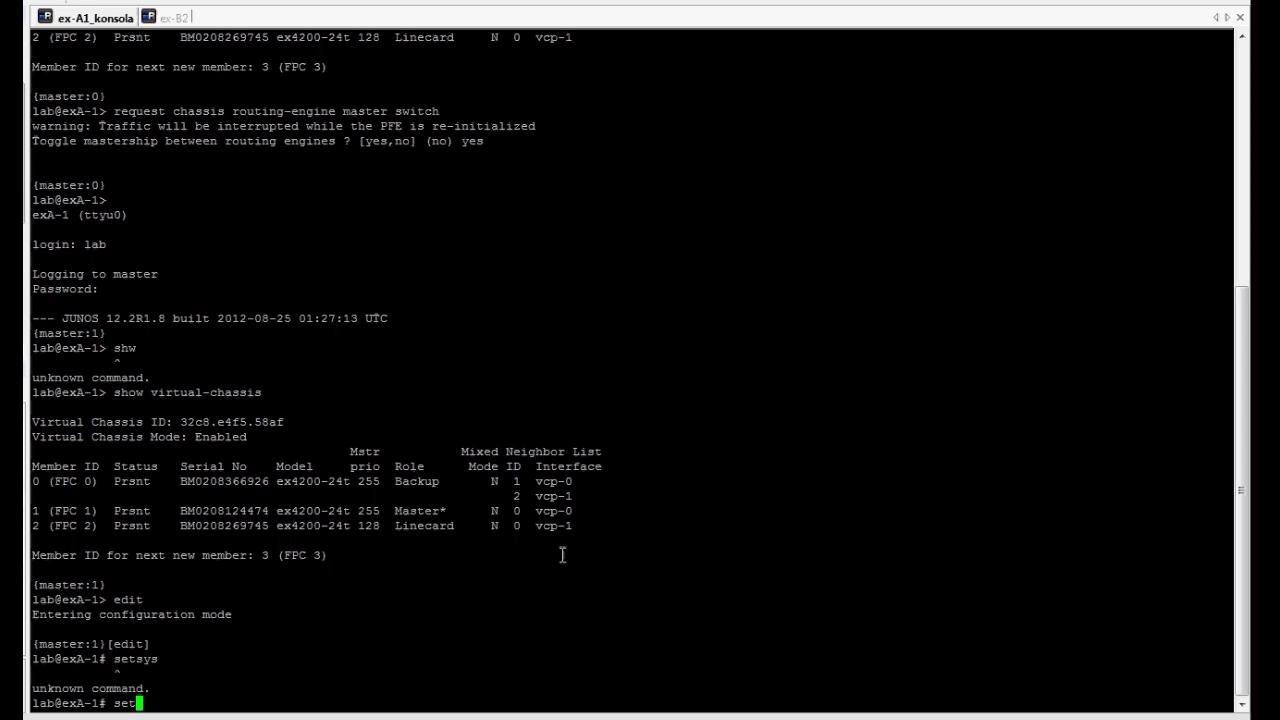 ex-A1_konsola ex-B2
2 (FPC 2) Prsnt BM0208269745 ex4200-24t 128 Linecard N 0 vcp-1
Member ID for next new member: 3 (FPC 3)
{master:0}
lab@exA-1> request chassis routing-engine master switch
warning: Traffic will be interrupted while the PFE is re-initialized
Toggle mastership between routing engines ? [yes,no] (no) yes
{master:0}
lab@exA-1>
exA-1 (ttyu0)
login: lab
Logging to master
Password:
--- JUNOS 12.2R1.8 built 2012-08-25 01:27:13 UTC
{master:1}
lab@exA-1> shw
^
unknown command.
lab@exA-1> show virtual-chassis
Virtual Chassis ID: 32c8.e4f5.58af
Virtual Chassis Mode: Enabled
Mstr Mixed Neighbor List
Member ID Status Serial No Model prio Role Mode ID Interface
0 (FPC 0) Prsnt BM0208366926 ex4200-24t 255 Backup N 1 vcp-0
2 vcp-1
1 (FPC 1) Prsnt BM0208124474 ex4200-24t 255 Master* N 0 vcp-0
2 (FPC 2) Prsnt BM0208269745 ex4200-24t 128 Linecard N 0 vcp-1
Member ID for next new member: 3 (FPC 3)
{master:1}
lab@exA-1> edit
Entering configuration mode
{master:1}[edit]
lab@exA-1# setsys
^
unknown command.
lab@exA-1# set